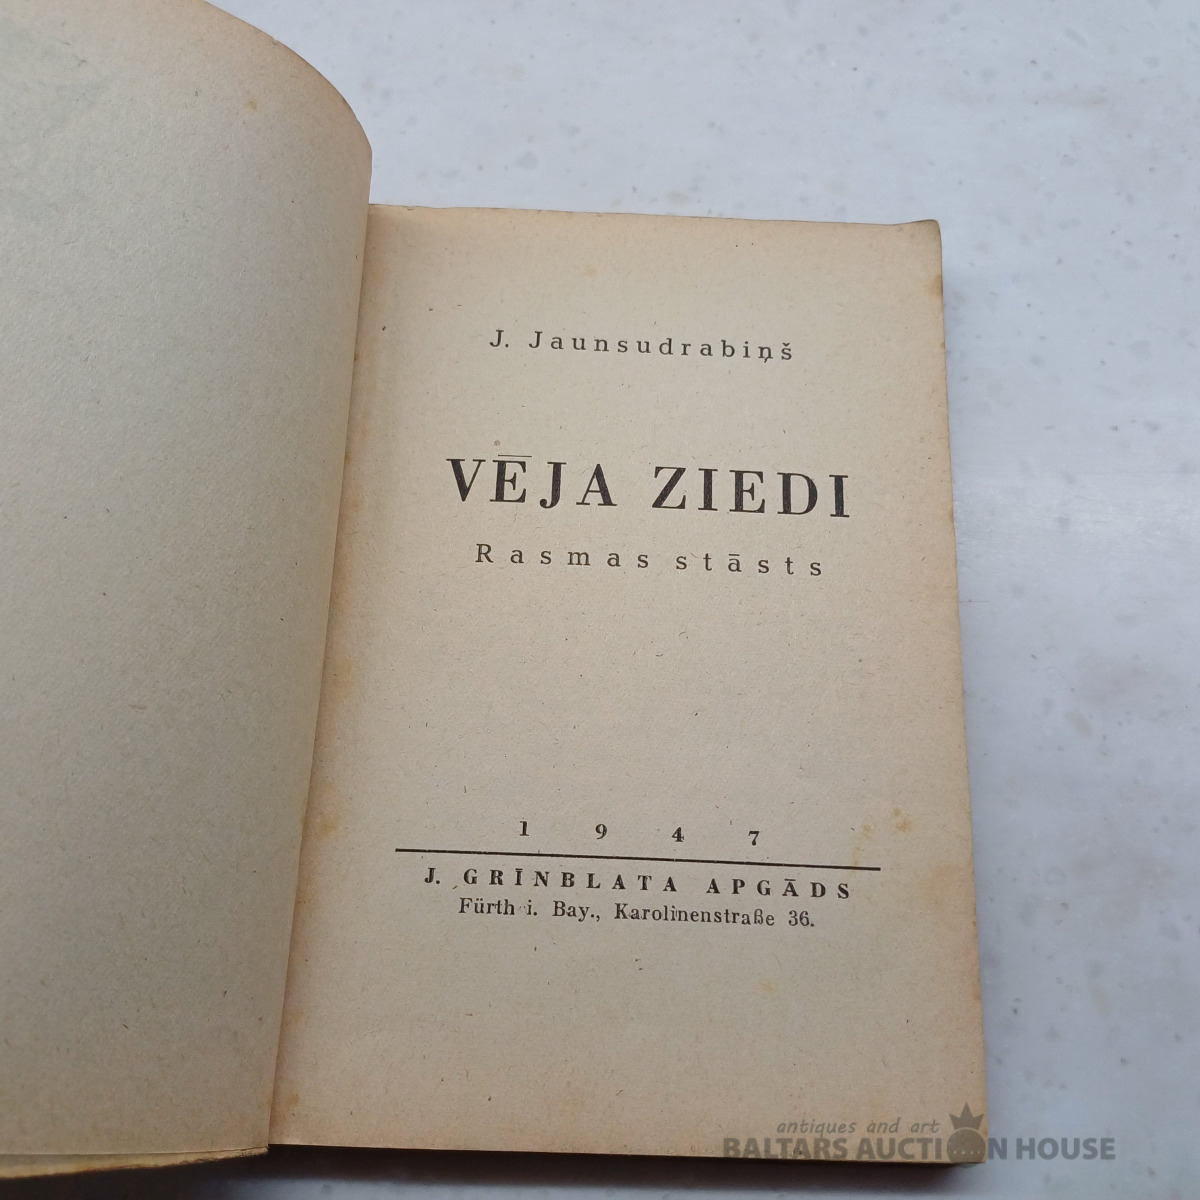 J. Jaunsudrabiņš
VĒJA ZIEDI
Rasmas stāsts
1947
J. GRĪNBLATA APGĀDS
Fürth i. Bay., Karolinenstraße 36.
antiques and art
BALTARS AUCTION HOUSE